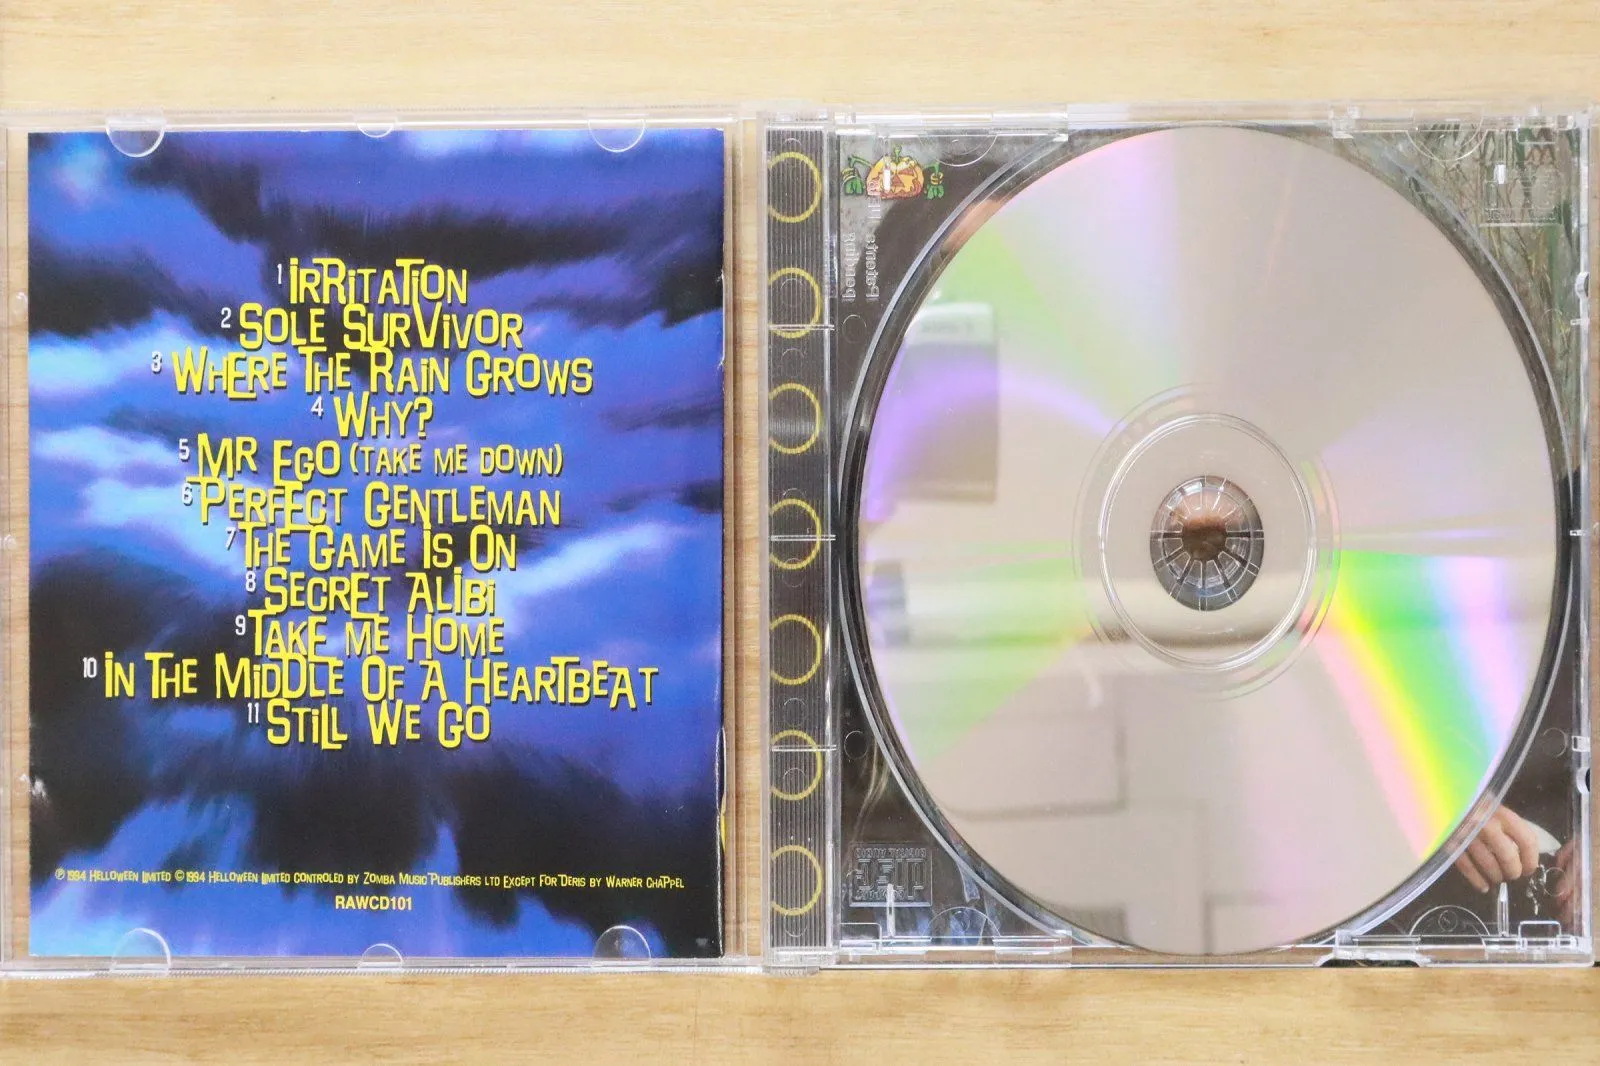 1 Irritation
2 Sole Survivor
3 Where The Rain Grows
4 Why?
5 Mr Ego (Take Me Down)
6 Perfect Gentleman
7 The Game Is On
8 Secret Alibi
9 Take Me Home
10 In The Middle Of A Heartbeat
11 Still We Go
℗ 1994 Helloween Limited © 1994 Helloween Limited Controled by Zomba Music Publishers Ltd Except For Deris by Warner Chappel
RAWCD101
Patents
pending